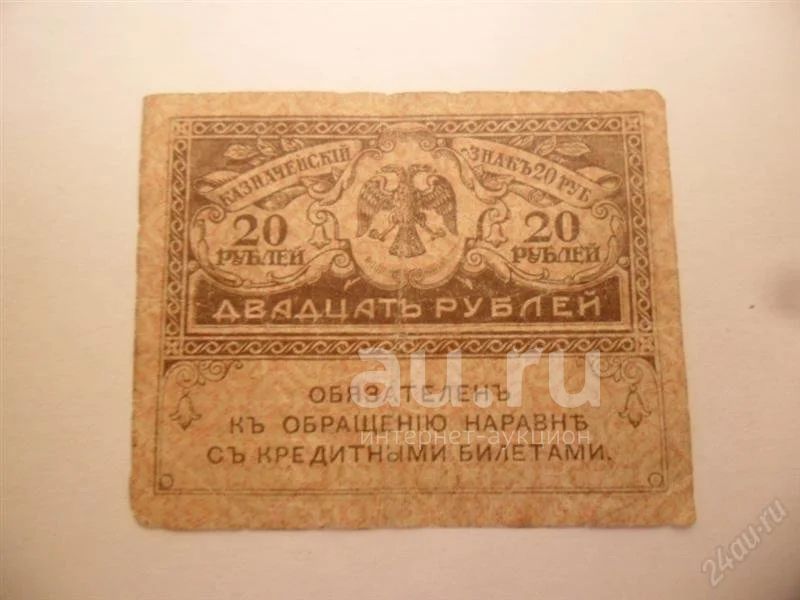 КАЗНАЧЕЙСКІЙ ЗНАКЪ 20 РУБ
20 РУБЛЕЙ 20 РУБЛЕЙ
ДВАДЦАТЬ РУБЛЕЙ
ОБЯЗАТЕЛЕНЪ
КЪ ОБРАЩЕНІЮ НАРАВНѢ
СЪ КРЕДИТНЫМИ БИЛЕТАМИ.
au.ru
интернет-аукцион
24au.ru